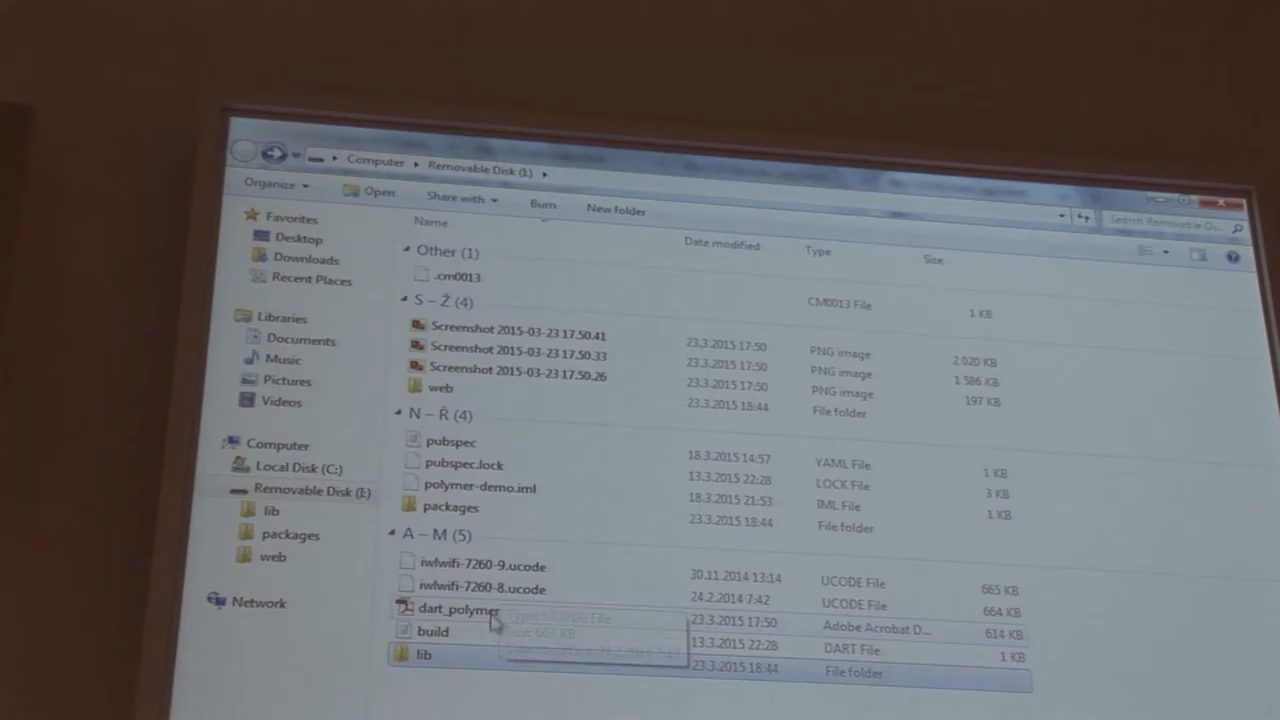 Computer ▸ Removable Disk (I:) ▸
Search Removable Di...
Organize Open Share with Burn New folder
Name Date modified Type Size
Favorites
Desktop
Downloads
Recent Places
Libraries
Documents
Music
Pictures
Videos
Computer
Local Disk (C:)
Removable Disk (I:)
lib
packages
web
Network
Other (1)
.cm0013 CM0013 File 1 KB
S – Ž (4)
Screenshot 2015-03-23 17.50.41 23.3.2015 17:50 PNG image 2 020 KB
Screenshot 2015-03-23 17.50.33 23.3.2015 17:50 PNG image 1 586 KB
Screenshot 2015-03-23 17.50.26 23.3.2015 17:50 PNG image 197 KB
web 23.3.2015 18:44 File folder
N – Ř (4)
pubspec 18.3.2015 14:57 YAML File 1 KB
pubspec.lock 13.3.2015 22:28 LOCK File 3 KB
polymer-demo.iml 18.3.2015 21:53 IML File 1 KB
packages 23.3.2015 18:44 File folder
A – M (5)
iwlwifi-7260-9.ucode 30.11.2014 13:14 UCODE File 665 KB
iwlwifi-7260-8.ucode 24.2.2014 7:42 UCODE File 664 KB
dart_polymer 23.3.2015 17:50 Adobe Acrobat D... 614 KB
build 13.3.2015 22:28 DART File 1 KB
lib 23.3.2015 18:44 File folder
Type: UCODE File
Size: 663 KB